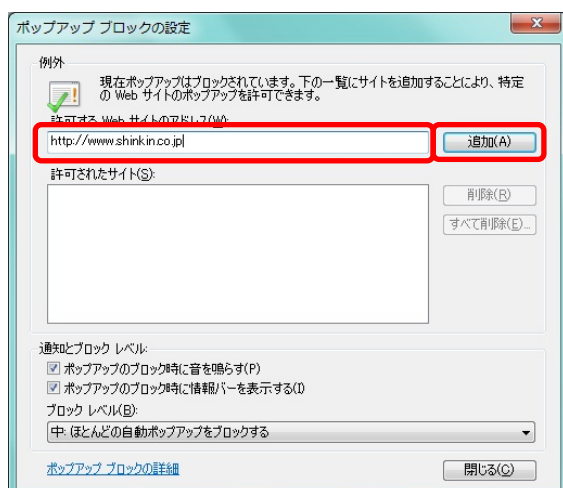 ポップアップ ブロックの設定
例外
現在ポップアップはブロックされています。下の一覧にサイトを追加することにより、特定
の Web サイトのポップアップを許可できます。
許可する Web サイトのアドレス(W):
http://www.shinkin.co.jp
追加(A)
許可されたサイト(S):
削除(R)
すべて削除(E)...
通知とブロック レベル:
ポップアップのブロック時に音を鳴らす(P)
ポップアップのブロック時に情報バーを表示する(I)
ブロック レベル(B):
中: ほとんどの自動ポップアップをブロックする
ポップアップ ブロックの詳細
閉じる(C)